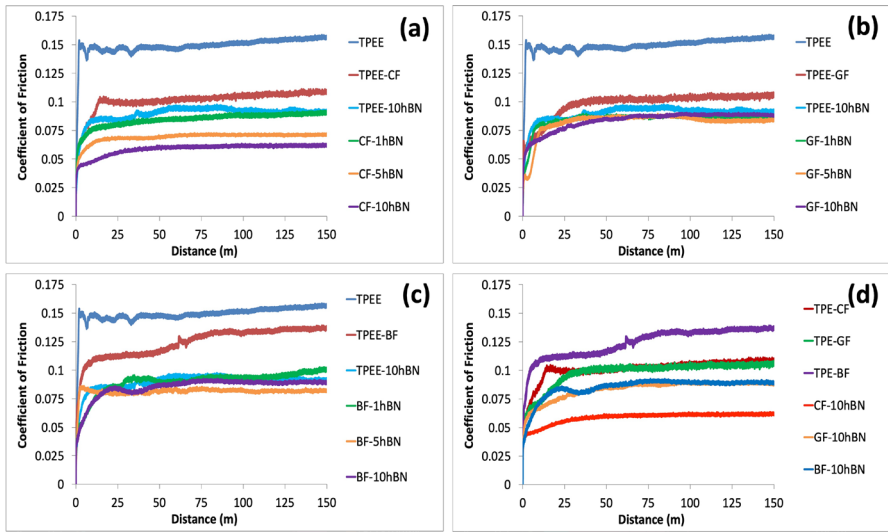 (a)
Coefficient of Friction
0.175
0.15
0.125
0.1
0.075
0.05
0.025
0
0 25 50 75 100 125 150
Distance (m)
TPEE
TPEE-CF
TPEE-10hBN
CF-1hBN
CF-5hBN
CF-10hBN
(b)
Coefficient of Friction
0.175
0.15
0.125
0.1
0.075
0.05
0.025
0
0 25 50 75 100 125 150
Distance (m)
TPEE
TPEE-GF
TPEE-10hBN
GF-1hBN
GF-5hBN
GF-10hBN
(c)
Coefficient of Friction
0.175
0.15
0.125
0.1
0.075
0.05
0.025
0
0 25 50 75 100 125 150
Distance (m)
TPEE
TPEE-BF
TPEE-10hBN
BF-1hBN
BF-5hBN
BF-10hBN
(d)
Coefficient of Friction
0.175
0.15
0.125
0.1
0.075
0.05
0.025
0
0 25 50 75 100 125 150
Distance (m)
TPE-CF
TPE-GF
TPE-BF
CF-10hBN
GF-10hBN
BF-10hBN